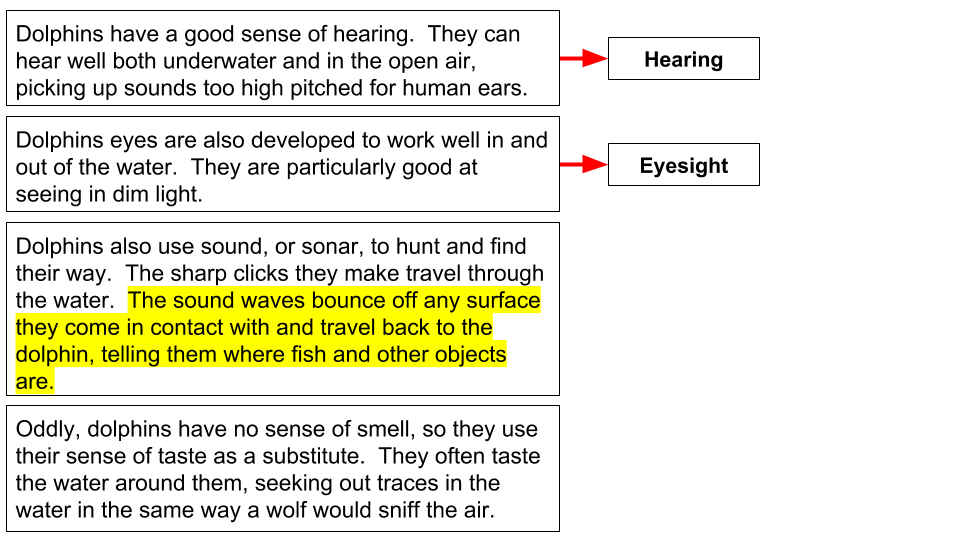 Dolphins have a good sense of hearing.  They can
hear well both underwater and in the open air,
picking up sounds too high pitched for human ears.
Hearing
Dolphins eyes are also developed to work well in and
out of the water.  They are particularly good at
seeing in dim light.
Eyesight
Dolphins also use sound, or sonar, to hunt and find
their way.  The sharp clicks they make travel through
the water.  The sound waves bounce off any surface
they come in contact with and travel back to the
dolphin, telling them where fish and other objects
are.
Oddly, dolphins have no sense of smell, so they use
their sense of taste as a substitute.  They often taste
the water around them, seeking out traces in the
water in the same way a wolf would sniff the air.